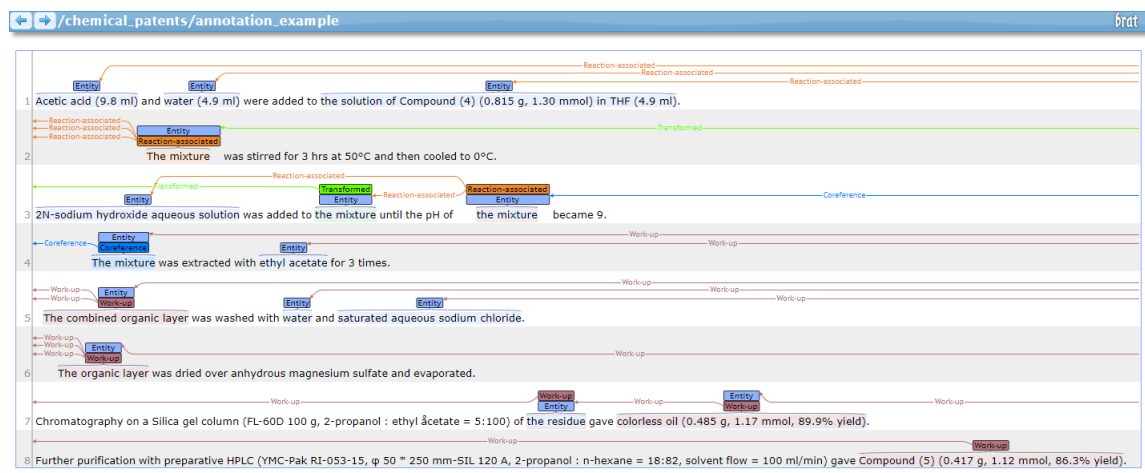 /chemical_patents/annotation_example brat
Reaction-associated
Reaction-associated
Entity Entity Entity Reaction-associated
1 Acetic acid (9.8 ml) and water (4.9 ml) were added to the solution of Compound (4) (0.815 g, 1.30 mmol) in THF (4.9 ml).
Reaction-associated
Reaction-associated Entity Transformed
Reaction-associated Reaction-associated
2 The mixture was stirred for 3 hrs at 50°C and then cooled to 0°C.
Reaction-associated
Transformed Transformed Reaction-associated
Entity Entity Reaction-associated Entity Coreference
3 2N-sodium hydroxide aqueous solution was added to the mixture until the pH of the mixture became 9.
Entity Work-up
Coreference Coreference Entity Work-up
4 The mixture was extracted with ethyl acetate for 3 times.
Work-up
Work-up Entity Work-up
Work-up Work-up Entity Entity Work-up
5 The combined organic layer was washed with water and saturated aqueous sodium chloride.
Work-up
Work-up Entity
Work-up Work-up Work-up
6 The organic layer was dried over anhydrous magnesium sulfate and evaporated.
Work-up Entity
Work-up Entity Work-up Work-up
7 Chromatography on a Silica gel column (FL-60D 100 g, 2-propanol : ethyl åcetate = 5:100) of the residue gave colorless oil (0.485 g, 1.17 mmol, 89.9% yield).
Work-up Work-up
8 Further purification with preparative HPLC (YMC-Pak RI-053-15, φ 50 * 250 mm-SIL 120 A, 2-propanol : n-hexane = 18:82, solvent flow = 100 ml/min) gave Compound (5) (0.417 g, 1.12 mmol, 86.3% yield).